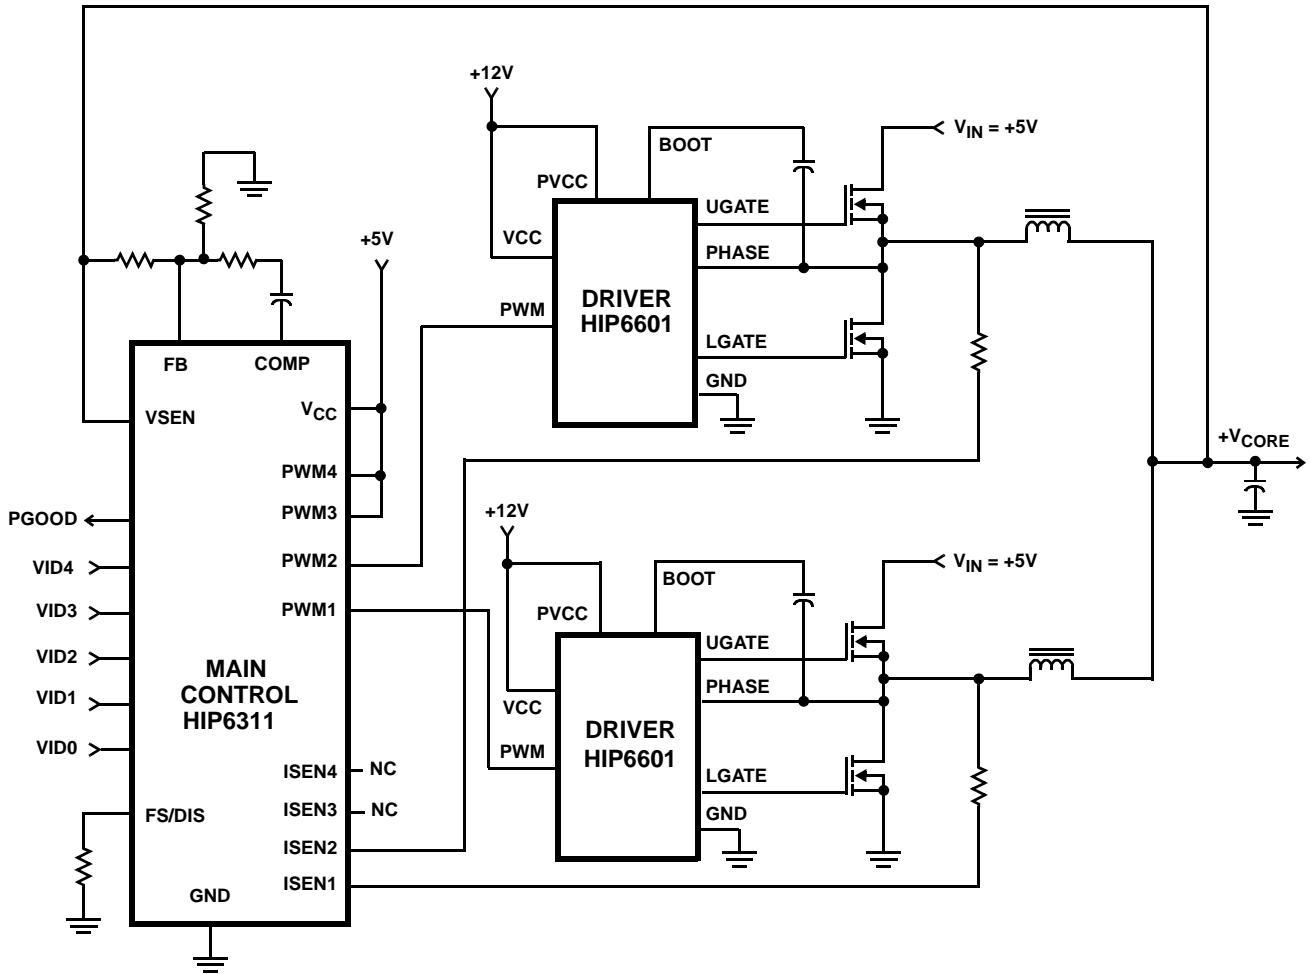 +12V
BOOT
V_IN = +5V
PVCC
UGATE
+5V
VCC
PHASE
DRIVER
HIP6601
PWM
LGATE
FB
COMP
GND
VSEN
V_CC
+V_CORE
PWM4
PWM3
PGOOD
+12V
PWM2
V_IN = +5V
VID4
BOOT
PWM1
VID3
PVCC
UGATE
VID2
MAIN
CONTROL
HIP6311
PHASE
VID1
VCC
DRIVER
HIP6601
VID0
PWM
ISEN4
NC
LGATE
ISEN3
NC
FS/DIS
GND
ISEN2
ISEN1
GND